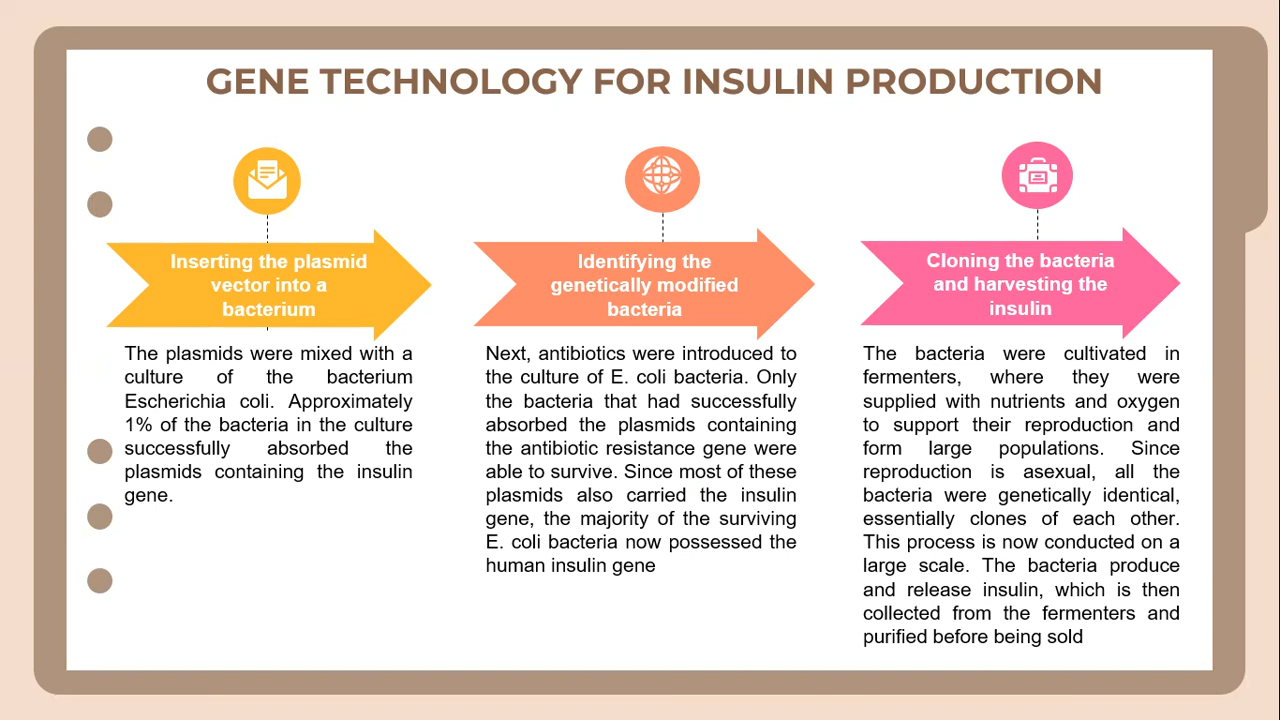 GENE TECHNOLOGY FOR INSULIN PRODUCTION
Inserting the plasmid
vector into a
bacterium
The plasmids were mixed with a
culture of the bacterium
Escherichia coli. Approximately
1% of the bacteria in the culture
successfully absorbed the
plasmids containing the insulin
gene.
Identifying the
genetically modified
bacteria
Next, antibiotics were introduced to
the culture of E. coli bacteria. Only
the bacteria that had successfully
absorbed the plasmids containing
the antibiotic resistance gene were
able to survive. Since most of these
plasmids also carried the insulin
gene, the majority of the surviving
E. coli bacteria now possessed the
human insulin gene
Cloning the bacteria
and harvesting the
insulin
The bacteria were cultivated in
fermenters, where they were
supplied with nutrients and oxygen
to support their reproduction and
form large populations. Since
reproduction is asexual, all the
bacteria were genetically identical,
essentially clones of each other.
This process is now conducted on a
large scale. The bacteria produce
and release insulin, which is then
collected from the fermenters and
purified before being sold